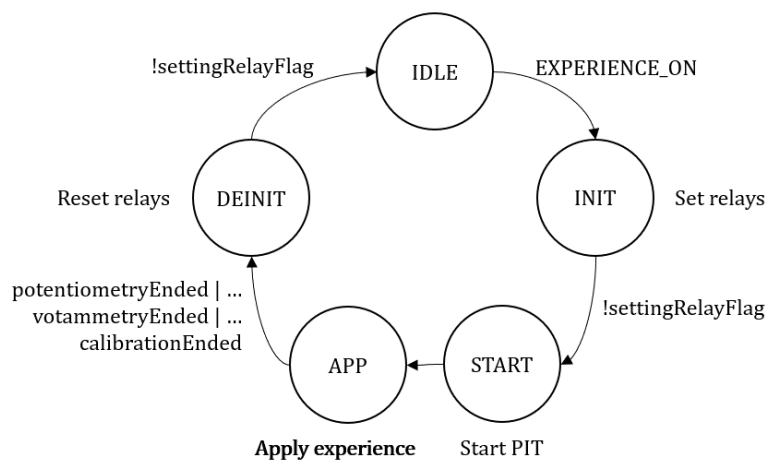 !settingRelayFlag
IDLE
EXPERIENCE_ON
Reset relays
DEINIT
INIT
Set relays
potentiometryEnded | ...
votammetryEnded | ...
calibrationEnded
!settingRelayFlag
APP
START
Apply experience
Start PIT